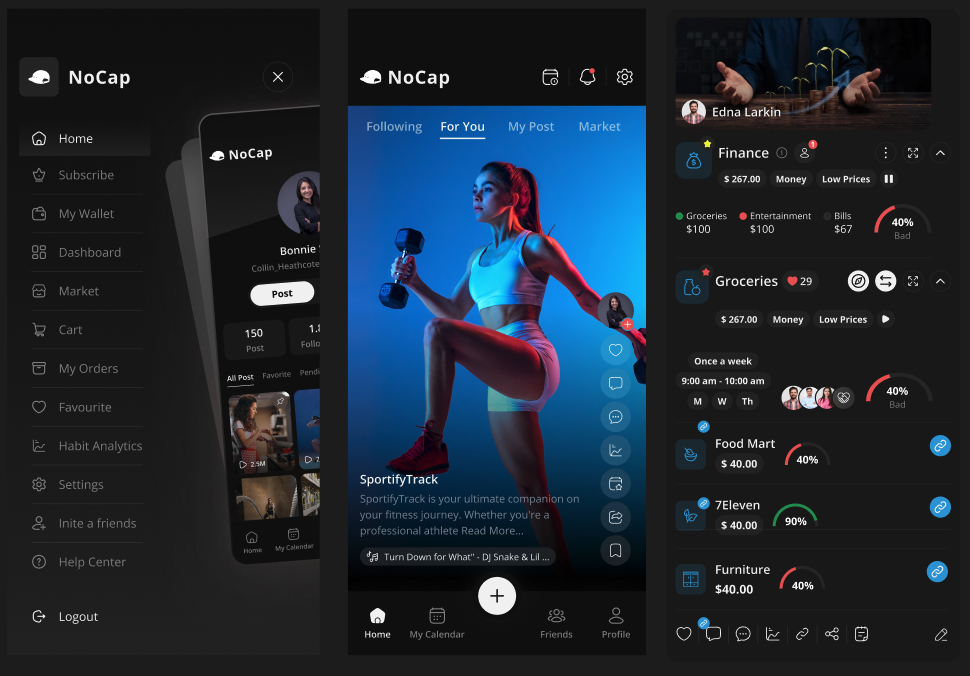 NoCap
Home
Subscribe
My Wallet
Dashboard
Market
Cart
My Orders
Favourite
Habit Analytics
Settings
Inite a friends
Help Center
Logout
NoCap
Bonnie
Collin_Heathcote
Post
150
Post
1.8
Follo
All Post
Favorite
Pendi
2.5M
Home
My Calendar
NoCap
Following
For You
My Post
Market
SportifyTrack
SportifyTrack is your ultimate companion on
your fitness journey. Whether you're a
professional athlete Read More...
Turn Down for What" - DJ Snake & Lil ...
Home
My Calendar
Friends
Profile
Edna Larkin
Finance
1
$ 267.00
Money
Low Prices
Groceries
$100
Entertainment
$100
Bills
$67
40%
Bad
Groceries
29
$ 267.00
Money
Low Prices
Once a week
9:00 am - 10:00 am
M
W
Th
40%
Bad
Food Mart
$ 40.00
40%
7Eleven
$ 40.00
90%
Furniture
$40.00
40%